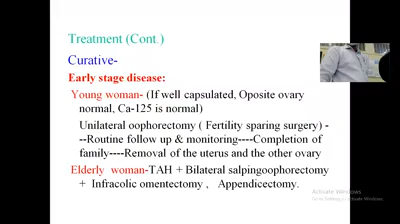 Treatment (Cont.)
Curative-
Early stage disease:
Young woman- (If well capsulated, Oposite ovary
normal, Ca-125 is normal)
Unilateral oophorectomy ( Fertility sparing surgery) -
--Routine follow up & monitoring----Completion of
family----Removal of the uterus and the other ovary
Elderly woman-TAH + Bilateral salpingoophorectomy
+ Infracolic omentectomy , Appendicectomy.
Activate Windows
Go to Settings to activate Windows.